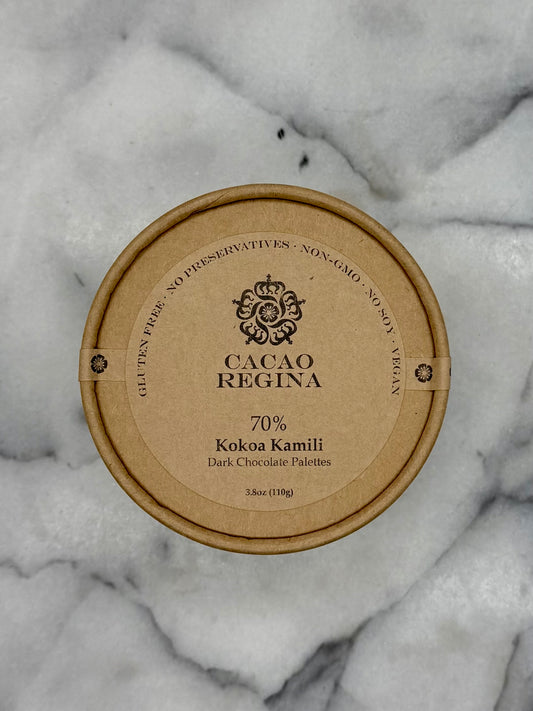 GLUTEN FREE · NO PRESERVATIVES · NON-GMO · NO SOY · VEGAN
CACAO
REGINA
70%
Kokoa Kamili
Dark Chocolate Palettes
3.8oz (110g)